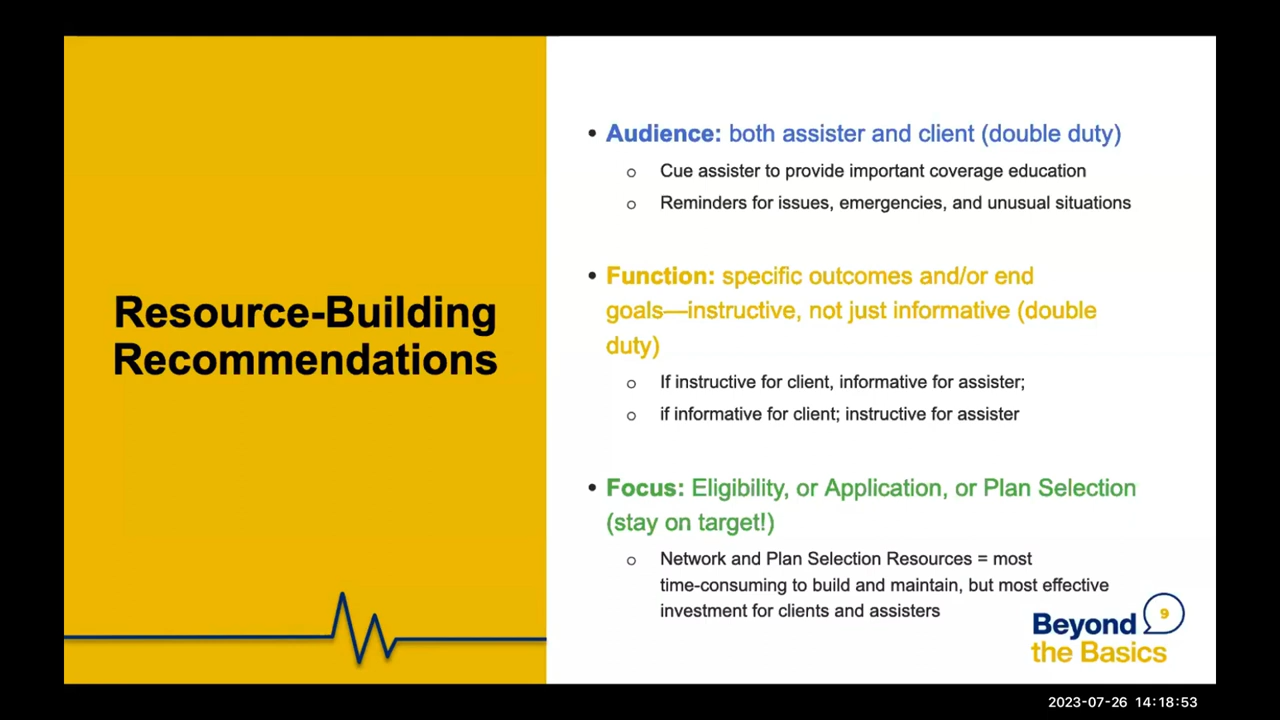 Resource-Building
Recommendations
• Audience: both assister and client (double duty)
o Cue assister to provide important coverage education
o Reminders for issues, emergencies, and unusual situations
• Function: specific outcomes and/or end
goals—instructive, not just informative (double
duty)
o If instructive for client, informative for assister;
o if informative for client; instructive for assister
• Focus: Eligibility, or Application, or Plan Selection
(stay on target!)
o Network and Plan Selection Resources = most
time-consuming to build and maintain, but most effective
investment for clients and assisters
9
Beyond
the Basics
2023-07-26 14:18:53